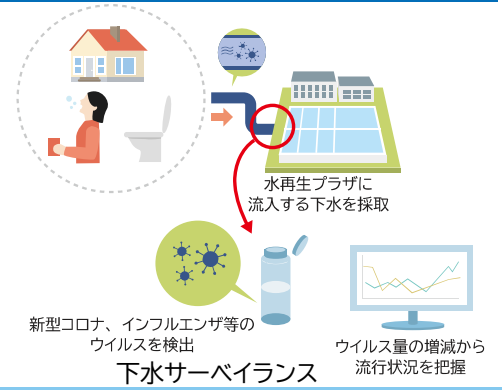 水再生プラザに
流入する下水を採取
新型コロナ、インフルエンザ等の
ウイルスを検出
ウイルス量の増減から
流行状況を把握
下水サーベイランス